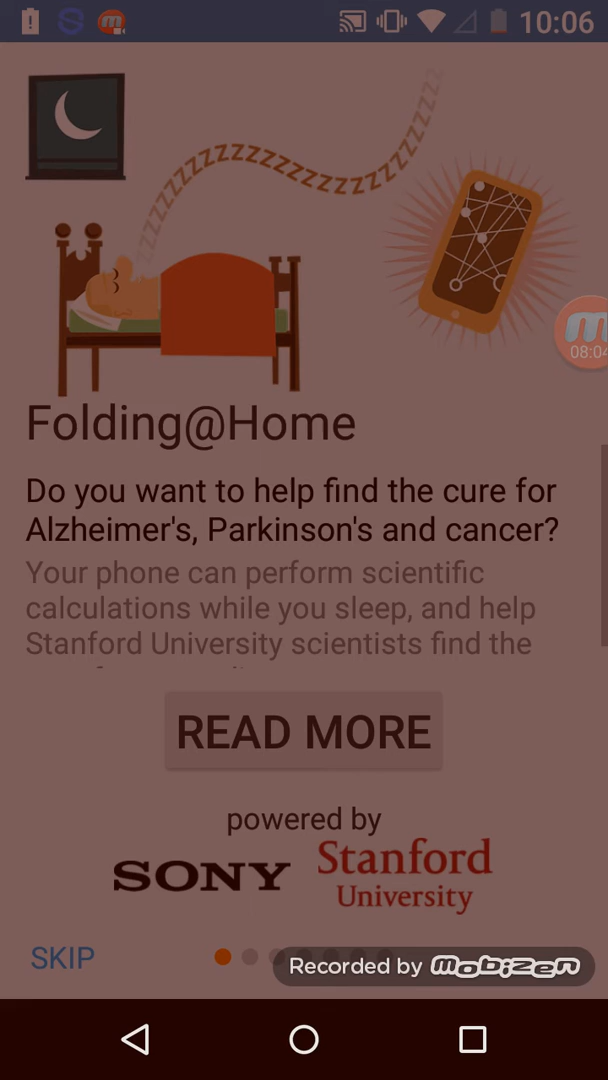 10:06
ZZZZZZZZZZZZZZZZZZZZZZZZZZZZZZ
08:04
Folding@Home
Do you want to help find the cure for
Alzheimer's, Parkinson's and cancer?
Your phone can perform scientific
calculations while you sleep, and help
Stanford University scientists find the
READ MORE
powered by
SONY
Stanford
University
SKIP
Recorded by mobizen